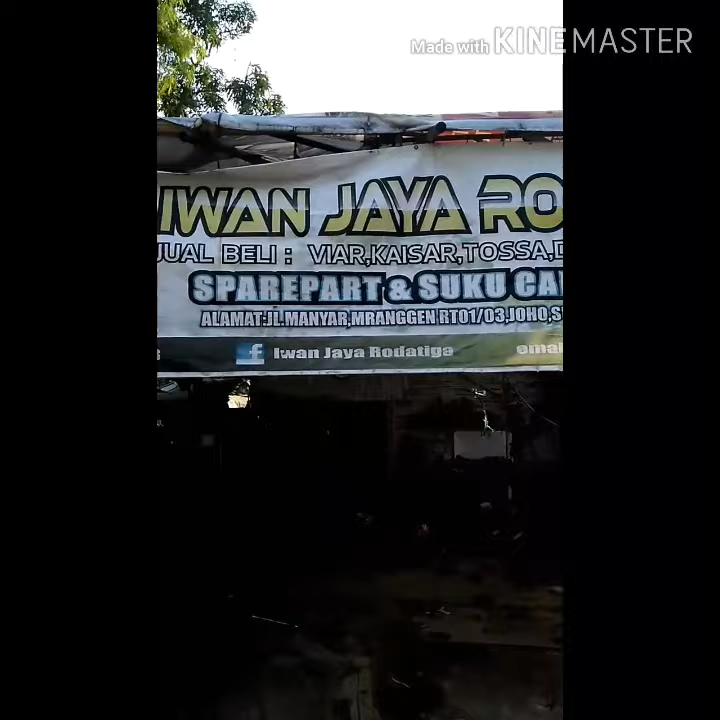 Made with KINEMASTER
IWAN JAYA RO
JUAL BELI : VIAR,KAISAR,TOSSA,D
SPAREPART & SUKU CA
ALAMAT:JL.MANYAR,MRANGGEN RT01/03,JOHO,S
Iwan Jaya Rodatiga
emai